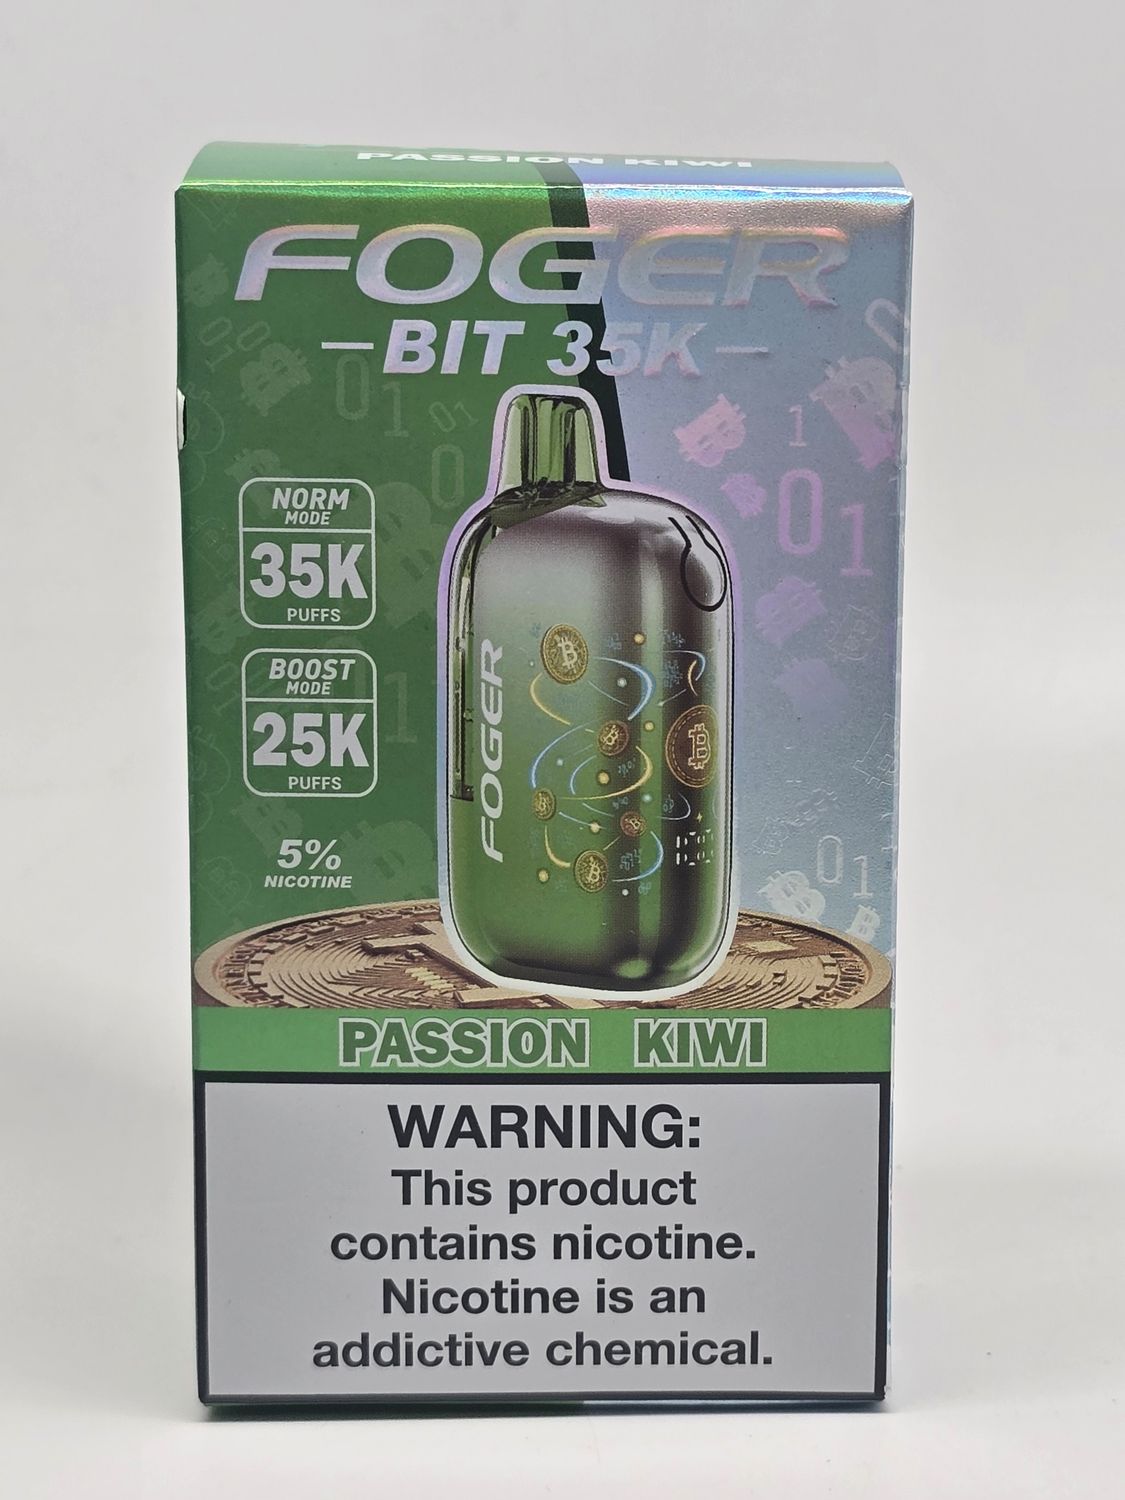 PASSION KIWI
FOGER
BIT 35K
NORM
MODE
35K
PUFFS
BOOST
MODE
25K
PUFFS
5%
NICOTINE
FOGER
PASSION KIWI
WARNING:
This product
contains nicotine.
Nicotine is an
addictive chemical.